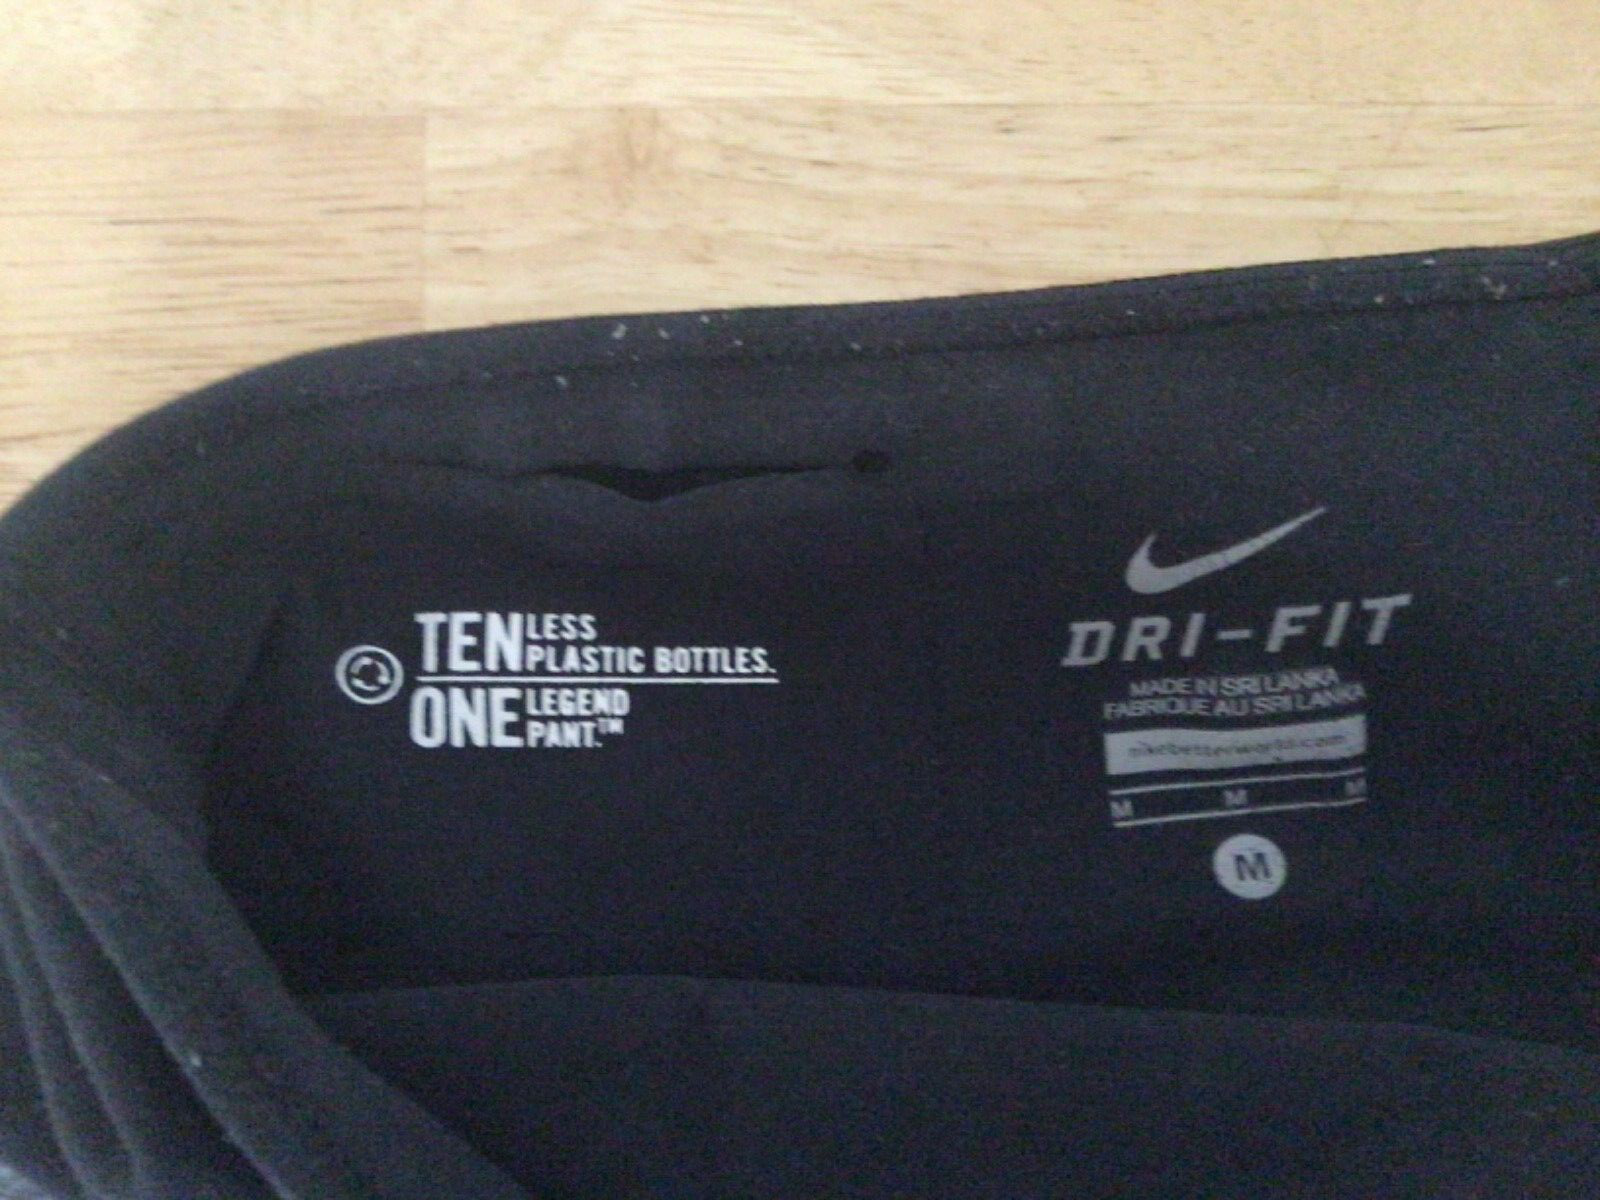 TEN LESS
PLASTIC BOTTLES.
ONE LEGEND
PANT.™
DRI-FIT
MADE IN SRI LANKA
FABRIQUE AU SRI LANKA
nikebetterworld.com
M M M
M